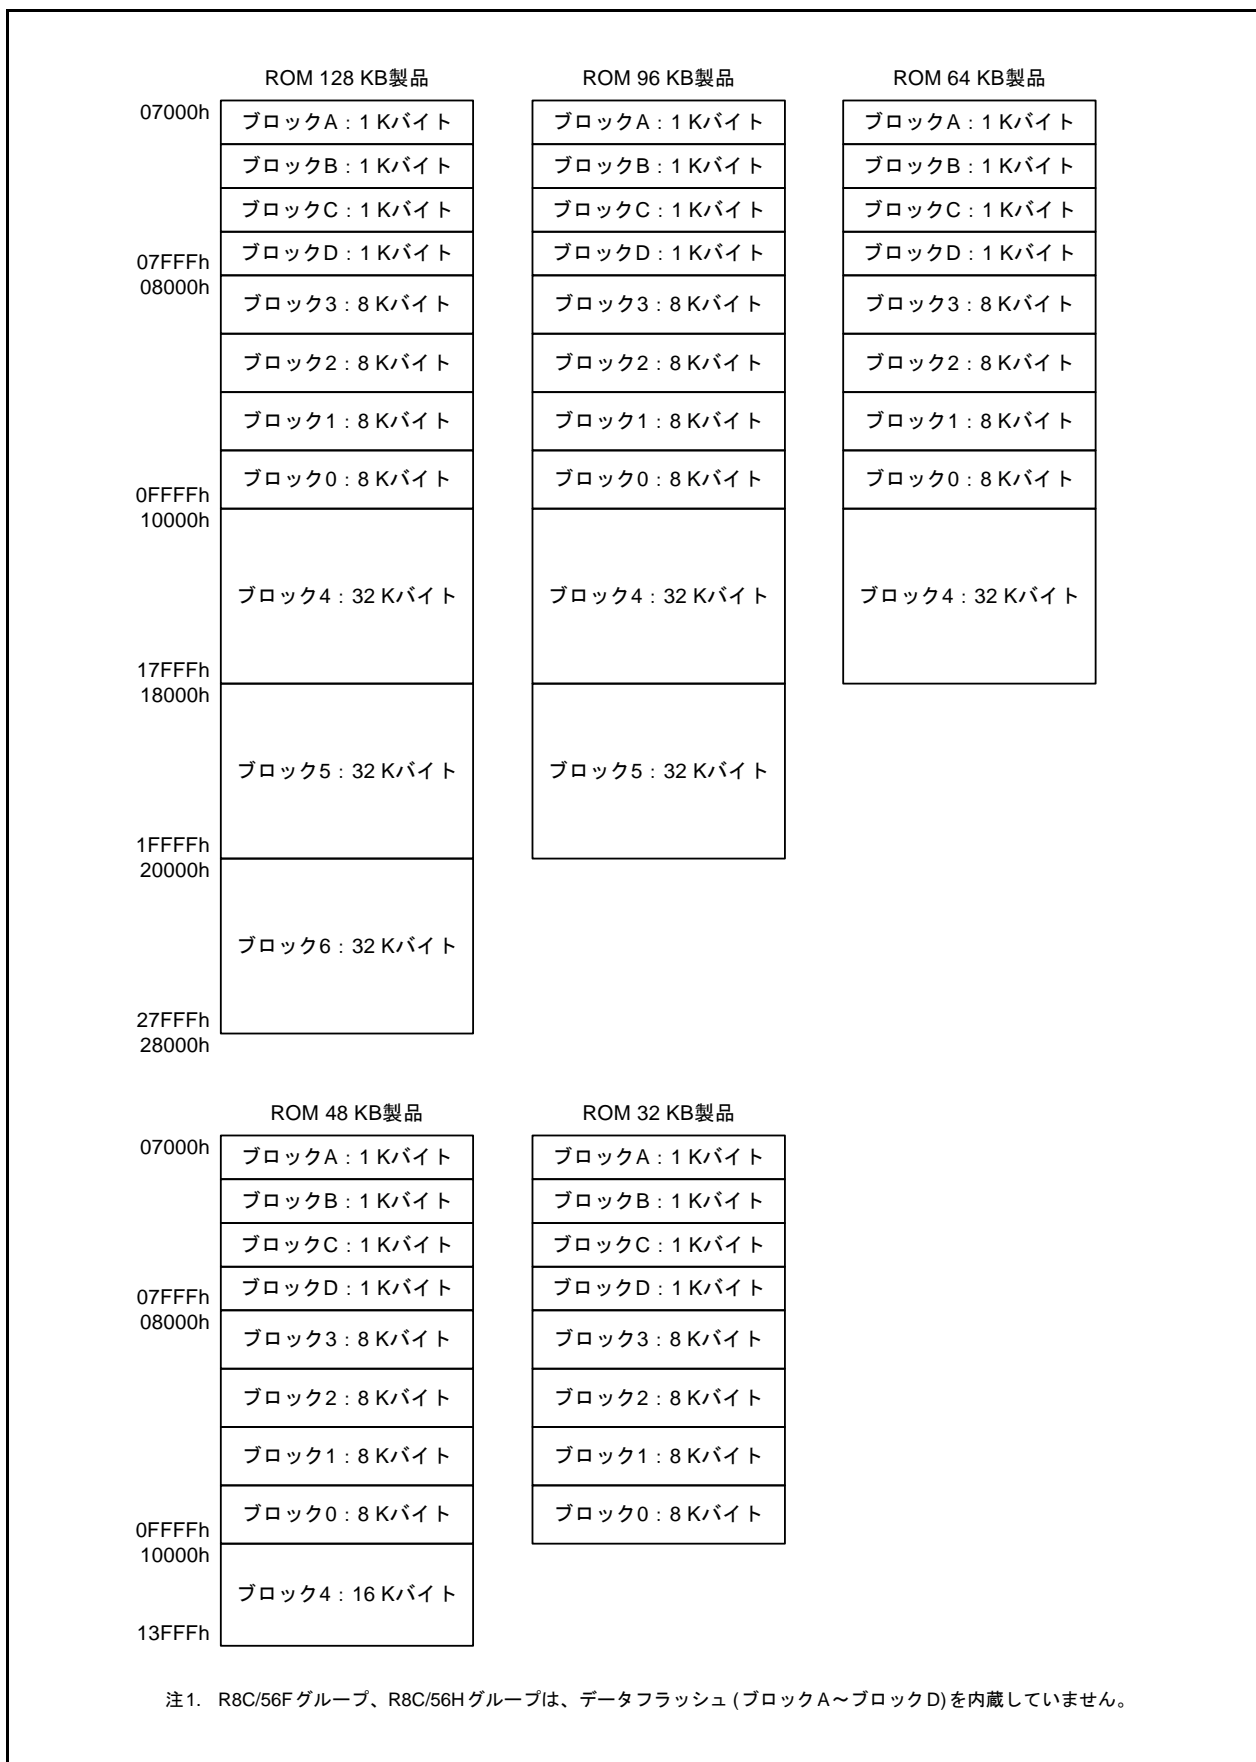 ROM 128 KB製品
ROM 96 KB製品
ROM 64 KB製品
07000h
ブロックA : 1 Kバイト
ブロックA : 1 Kバイト
ブロックA : 1 Kバイト
ブロックB : 1 Kバイト
ブロックB : 1 Kバイト
ブロックB : 1 Kバイト
ブロックC : 1 Kバイト
ブロックC : 1 Kバイト
ブロックC : 1 Kバイト
ブロックD : 1 Kバイト
ブロックD : 1 Kバイト
ブロックD : 1 Kバイト
07FFFh
08000h
ブロック3 : 8 Kバイト
ブロック3 : 8 Kバイト
ブロック3 : 8 Kバイト
ブロック2 : 8 Kバイト
ブロック2 : 8 Kバイト
ブロック2 : 8 Kバイト
ブロック1 : 8 Kバイト
ブロック1 : 8 Kバイト
ブロック1 : 8 Kバイト
ブロック0 : 8 Kバイト
ブロック0 : 8 Kバイト
ブロック0 : 8 Kバイト
0FFFFh
10000h
ブロック4 : 32 Kバイト
ブロック4 : 32 Kバイト
ブロック4 : 32 Kバイト
17FFFh
18000h
ブロック5 : 32 Kバイト
ブロック5 : 32 Kバイト
1FFFFh
20000h
ブロック6 : 32 Kバイト
27FFFh
28000h
ROM 48 KB製品
ROM 32 KB製品
07000h
ブロックA : 1 Kバイト
ブロックA : 1 Kバイト
ブロックB : 1 Kバイト
ブロックB : 1 Kバイト
ブロックC : 1 Kバイト
ブロックC : 1 Kバイト
ブロックD : 1 Kバイト
ブロックD : 1 Kバイト
07FFFh
08000h
ブロック3 : 8 Kバイト
ブロック3 : 8 Kバイト
ブロック2 : 8 Kバイト
ブロック2 : 8 Kバイト
ブロック1 : 8 Kバイト
ブロック1 : 8 Kバイト
ブロック0 : 8 Kバイト
ブロック0 : 8 Kバイト
0FFFFh
10000h
ブロック4 : 16 Kバイト
13FFFh
注1. R8C/56Fグループ、R8C/56Hグループは、データフラッシュ (ブロックA～ブロックD)を内蔵していません。